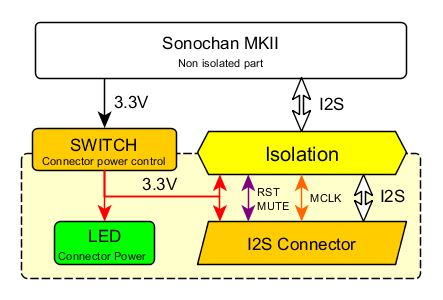 Sonochan MKII
Non isolated part
3.3V
I2S
SWITCH
Connector power control
Isolation
3.3V
RST
MUTE
MCLK
I2S
LED
Connector Power
I2S Connector